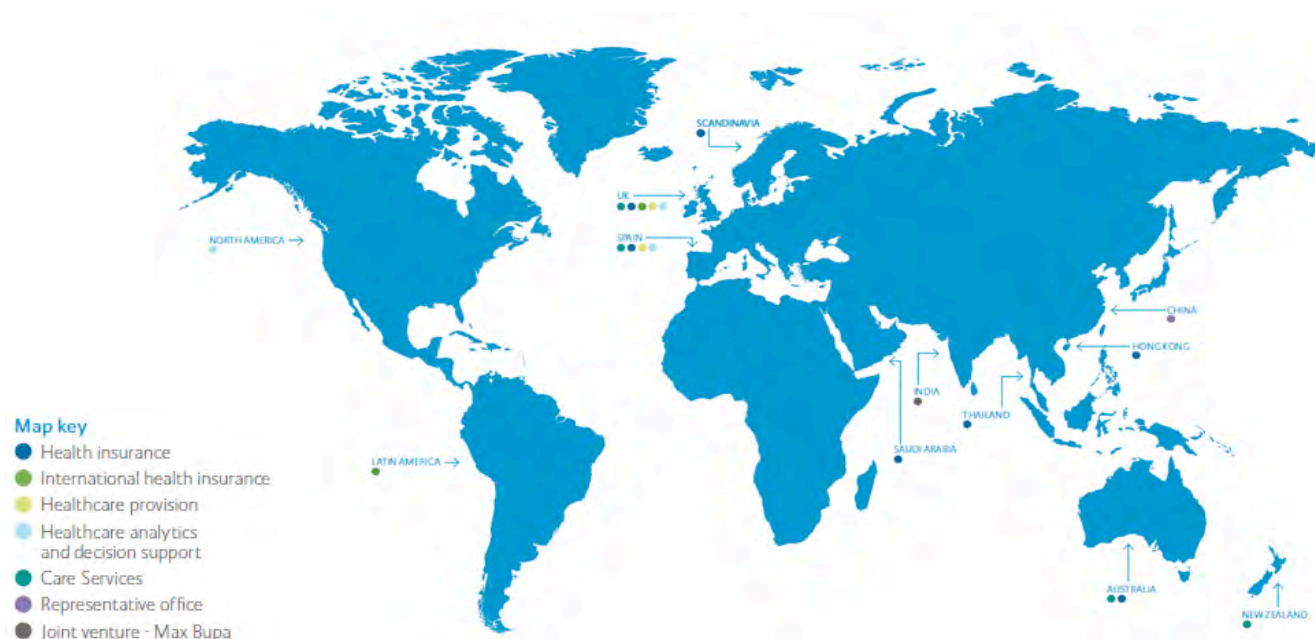 SCANDINAVIA
UK
SPAIN
NORTH AMERICA
CHINA
HONG KONG
INDIA
THAILAND
SAUDI ARABIA
LATIN AMERICA
AUSTRALIA
NEW ZEALAND
Map key
Health insurance
International health insurance
Healthcare provision
Healthcare analytics
and decision support
Care Services
Representative office
Joint venture - Max Bupa